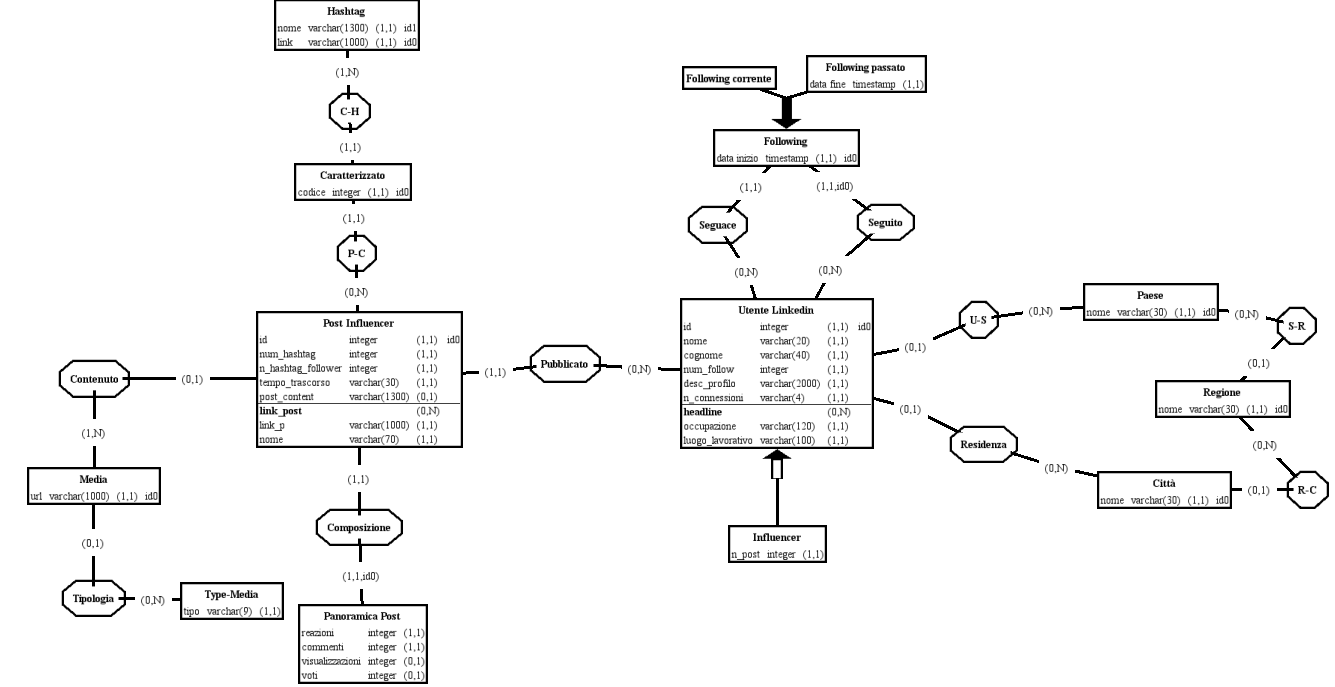 Hashtag
nome varchar(1300) (1,1) id1
link varchar(1000) (1,1) id0
(1,N)
C-H
(1,1)
Caratterizzato
codice integer (1,1) id0
(1,1)
P-C
(0,N)
Following corrente
Following passato
data fine timestamp (1,1)
Following
data inizio timestamp (1,1) id0
(1,1)
(1,1,id0)
Seguace
Seguito
(0,N)
(0,N)
Post Influencer
id integer (1,1) id0
num_hashtag integer (1,1)
n_hashtag_follower integer (1,1)
tempo_trascorso varchar(30) (1,1)
post_content varchar(1300) (0,1)
link_post (0,N)
link_p varchar(1000) (1,1)
nome varchar(70) (1,1)
(1,1)
Pubblicato
(0,N)
Utente Linkedin
id integer (1,1) id0
nome varchar(20) (1,1)
cognome varchar(40) (1,1)
num_follow integer (1,1)
desc_profilo varchar(2000) (1,1)
n_connessioni varchar(4) (1,1)
headline (0,N)
occupazione varchar(120) (1,1)
luogo_lavorativo varchar(100) (1,1)
(0,1)
U-S
(0,N)
Paese
nome varchar(30) (1,1) id0
(0,N)
S-R
(0,1)
Regione
nome varchar(30) (1,1) id0
(0,N)
R-C
(0,1)
Città
nome varchar(30) (1,1) id0
(0,N)
Residenza
(0,1)
Contenuto
(0,1)
(1,N)
Media
url varchar(1000) (1,1) id0
(0,1)
Tipologia
(0,N)
Type-Media
tipo varchar(9) (1,1)
(1,1)
Composizione
(1,1,id0)
Panoramica Post
reazioni integer (1,1)
commenti integer (1,1)
visualizzazioni integer (0,1)
voti integer (0,1)
Influencer
n_post integer (1,1)